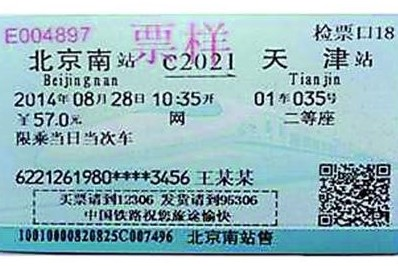 E004897 票样 检票口18
北京南站 C2021 天津站
Beijingnan Tianjin
2014年08月28日10:35开 01车035号
￥57.0元 网 二等座
限乘当日当次车
6221261980****3456 王某某
买票请到12306 发货请到95306
中国铁路祝您旅途愉快
10010000820825C007496 北京南站售